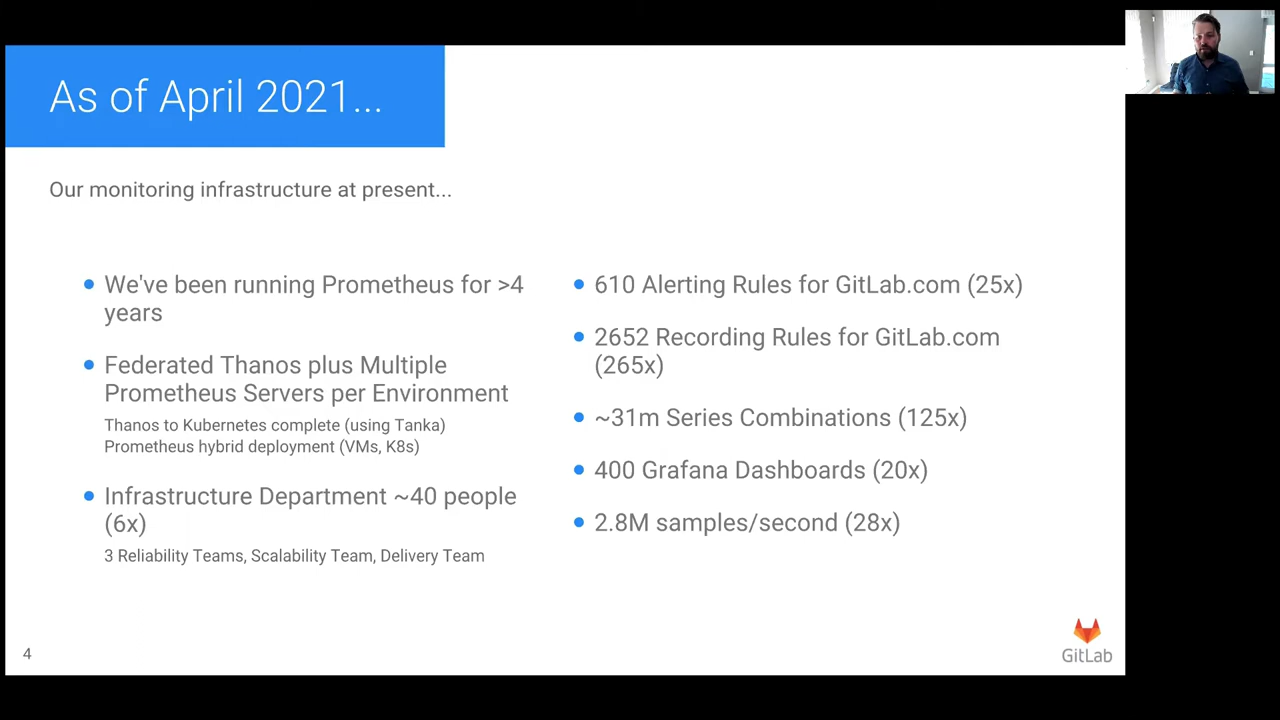 As of April 2021...
Our monitoring infrastructure at present...
We've been running Prometheus for >4
years
Federated Thanos plus Multiple
Prometheus Servers per Environment
Thanos to Kubernetes complete (using Tanka)
Prometheus hybrid deployment (VMs, K8s)
Infrastructure Department ~40 people
(6x)
3 Reliability Teams, Scalability Team, Delivery Team
610 Alerting Rules for GitLab.com (25x)
2652 Recording Rules for GitLab.com
(265x)
~31m Series Combinations (125x)
400 Grafana Dashboards (20x)
2.8M samples/second (28x)
4
GitLab